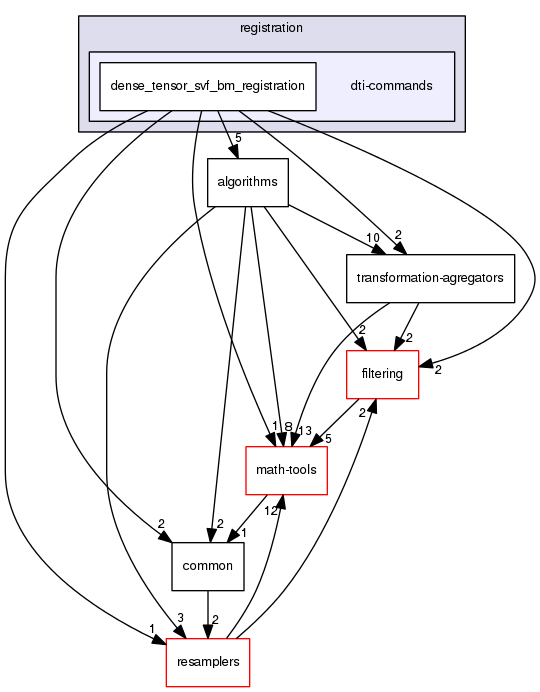 registration
dense_tensor_svf_bm_registration
dti-commands
5
algorithms
10
2
transformation-agregators
2
2
2
filtering
1
8
13
5
2
math-tools
2
2
1
12
common
3
2
1
resamplers